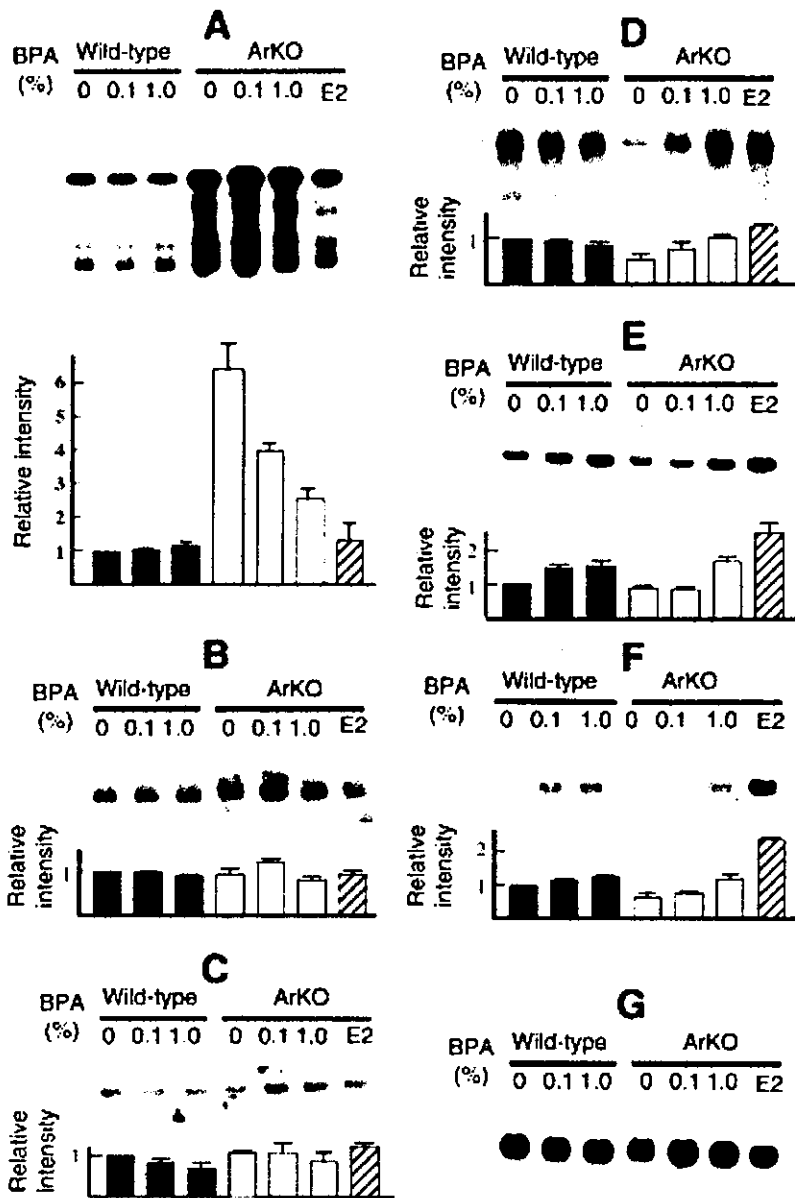 A
BPA Wild-type ArKO
(%) 0 0.1 1.0 0 0.1 1.0 E2
Relative intensity
6
5
4
3
2
1
B
BPA Wild-type ArKO
(%) 0 0.1 1.0 0 0.1 1.0 E2
Relative intensity
1
C
BPA Wild-type ArKO
(%) 0 0.1 1.0 0 0.1 1.0 E2
Relative Intensity
1
D
BPA Wild-type ArKO
(%) 0 0.1 1.0 0 0.1 1.0 E2
Relative intensity
1
E
BPA Wild-type ArKO
(%) 0 0.1 1.0 0 0.1 1.0 E2
Relative intensity
2
1
F
BPA Wild-type ArKO
(%) 0 0.1 1.0 0 0.1 1.0 E2
Relative intensity
2
1
G
BPA Wild-type ArKO
(%) 0 0.1 1.0 0 0.1 1.0 E2